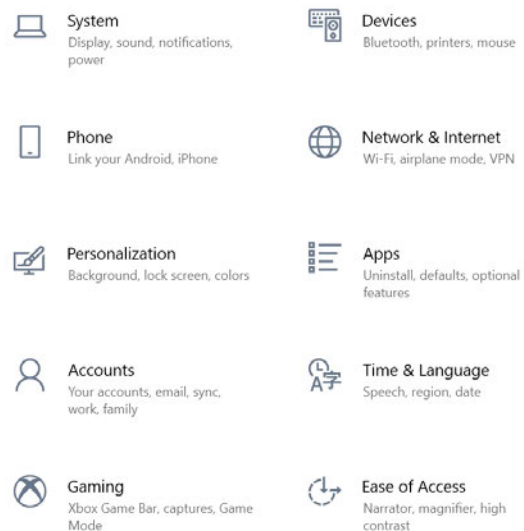 System
Display, sound, notifications,
power
Devices
Bluetooth, printers, mouse
Phone
Link your Android, iPhone
Network & Internet
Wi-Fi, airplane mode, VPN
Personalization
Background, lock screen, colors
Apps
Uninstall, defaults, optional
features
Accounts
Your accounts, email, sync,
work, family
A字
Time & Language
Speech, region, date
Gaming
Xbox Game Bar, captures, Game
Mode
Ease of Access
Narrator, magnifier, high
contrast